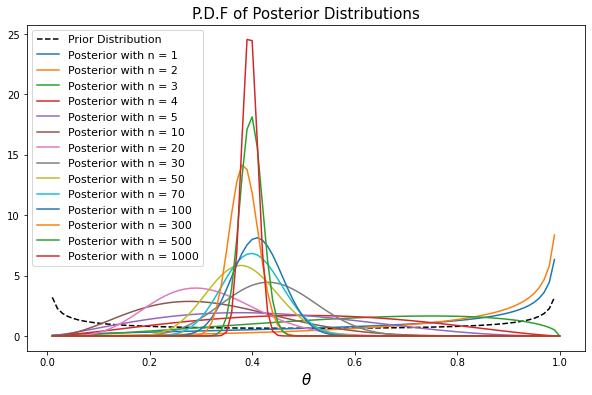 P.D.F of Posterior Distributions
25
20
15
10
5
0
Prior Distribution
Posterior with n = 1
Posterior with n = 2
Posterior with n = 3
Posterior with n = 4
Posterior with n = 5
Posterior with n = 10
Posterior with n = 20
Posterior with n = 30
Posterior with n = 50
Posterior with n = 70
Posterior with n = 100
Posterior with n = 300
Posterior with n = 500
Posterior with n = 1000
0.0 0.2 0.4 0.6 0.8 1.0
θ